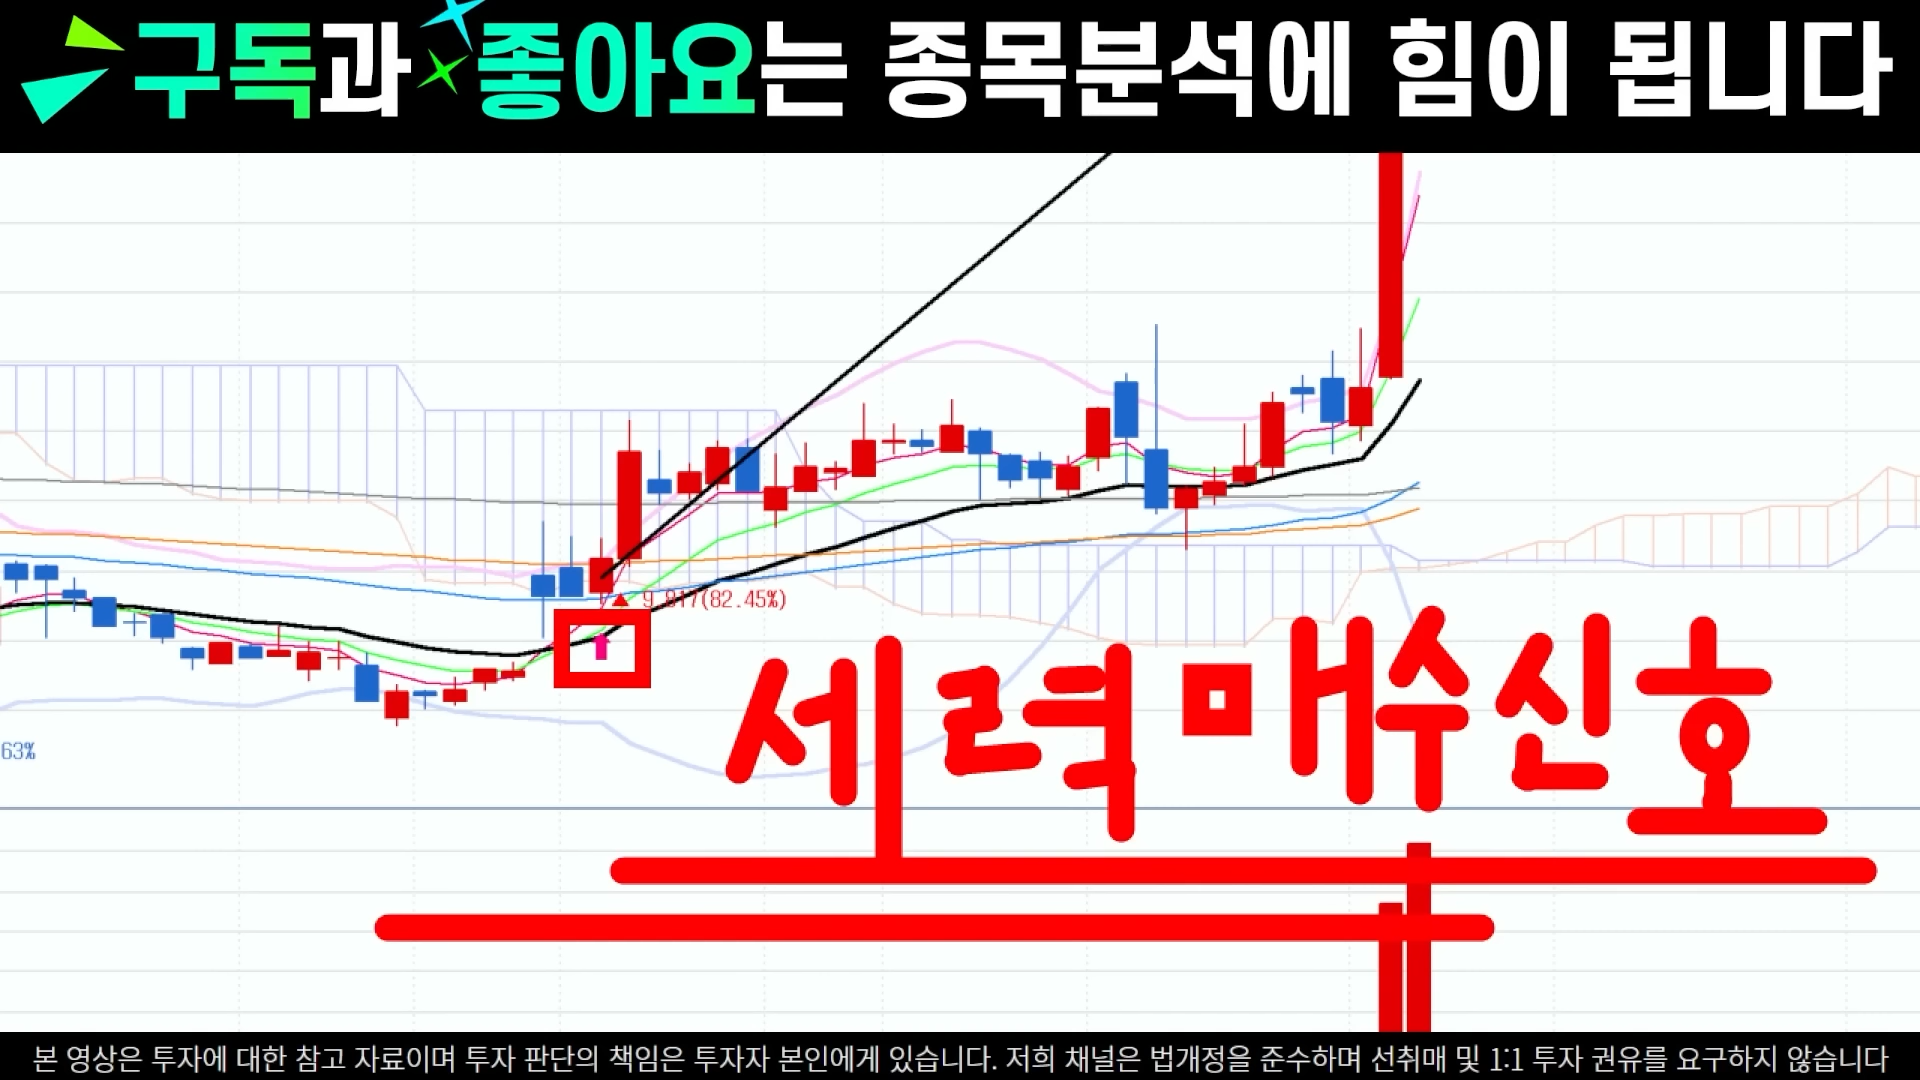 구독과 좋아요는 종목분석에 힘이 됩니다
9,817(82.45%)
세력매수신호
63%
본 영상은 투자에 대한 참고 자료이며 투자 판단의 책임은 투자자 본인에게 있습니다. 저희 채널은 법개정을 준수하며 선취매 및 1:1 투자 권유를 요구하지 않습니다